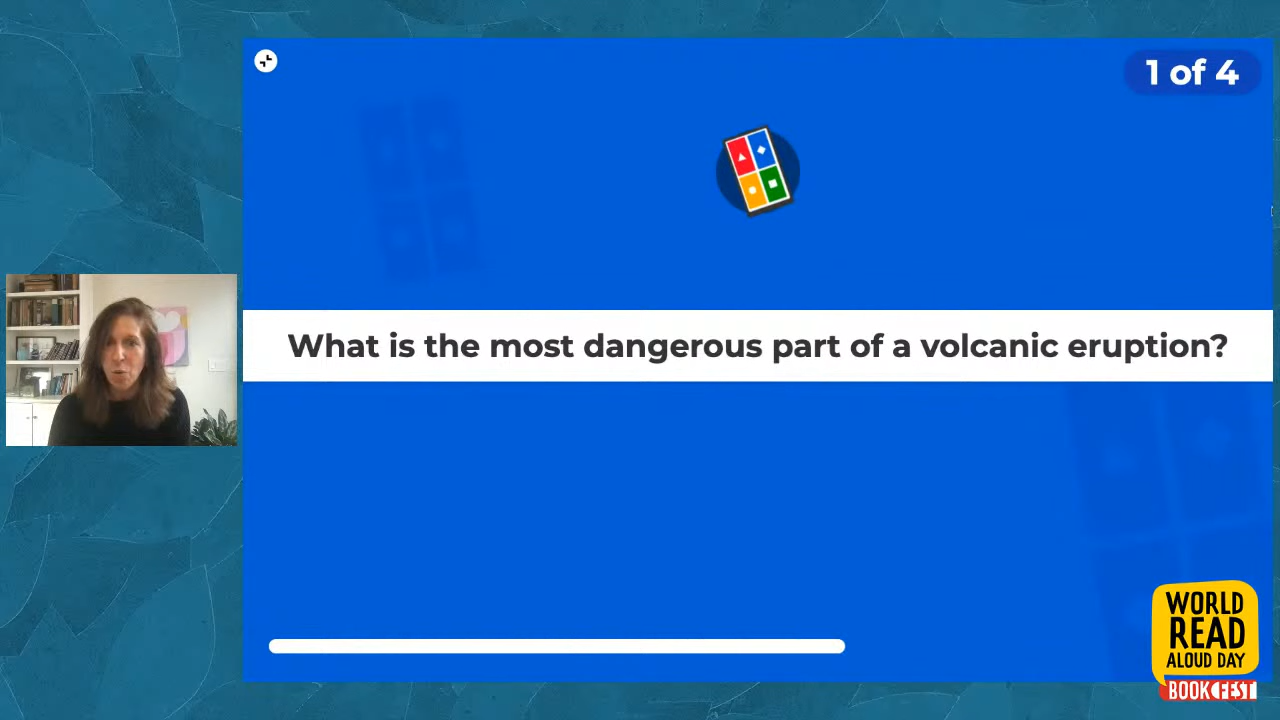 1 of 4
What is the most dangerous part of a volcanic eruption?
WORLD
READ
ALOUD DAY
BOOK FEST